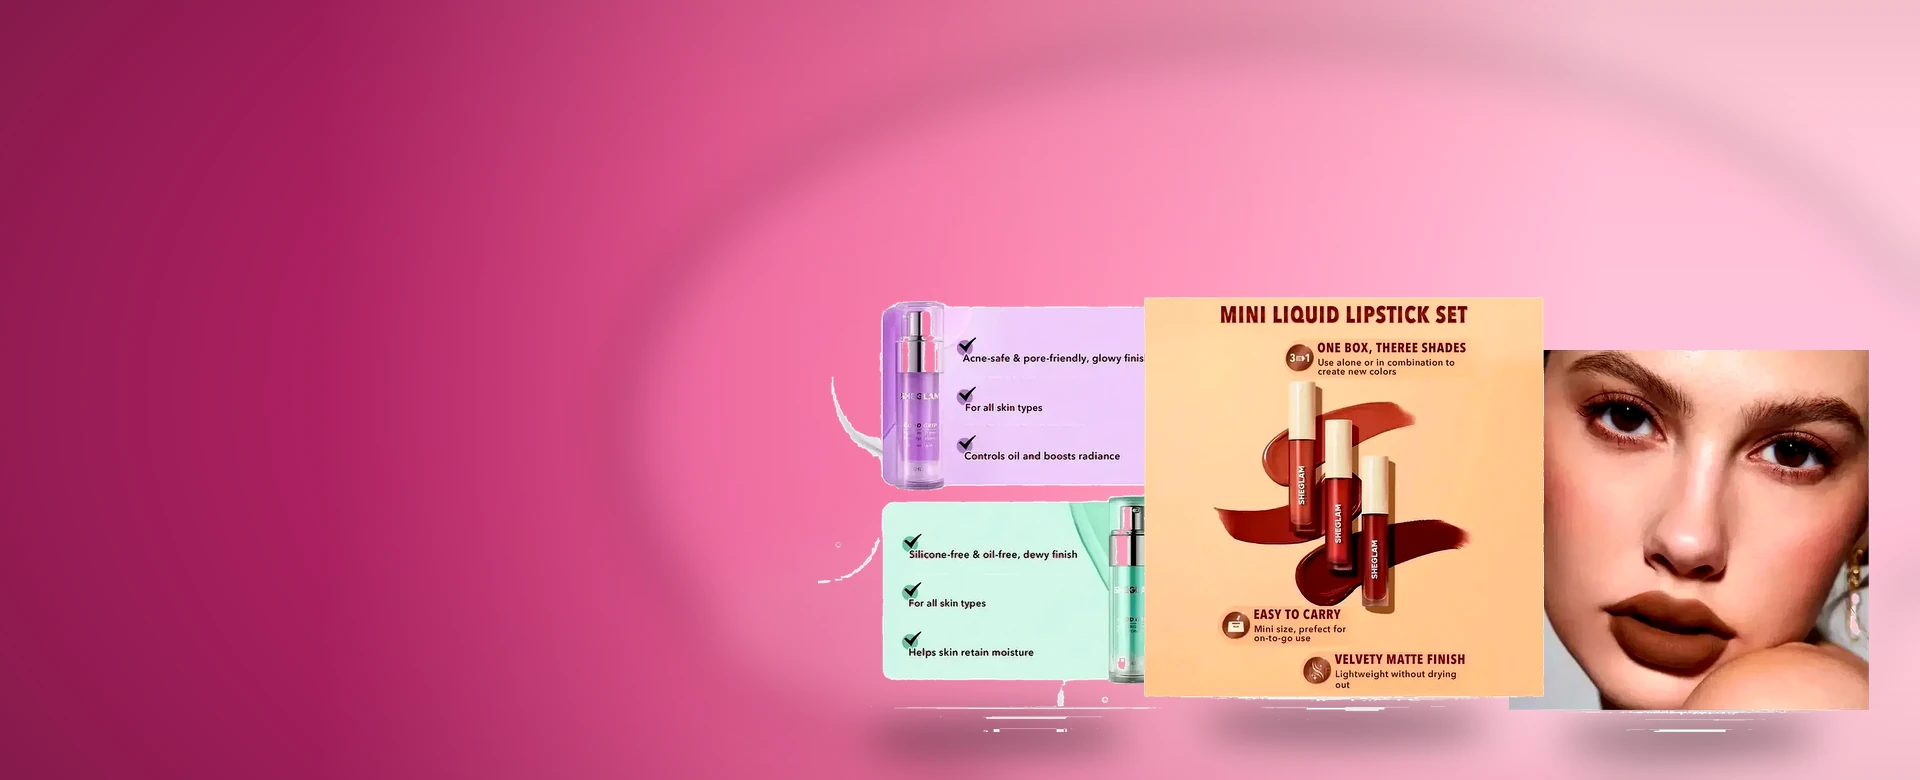 SHEGLAM
Acne-safe & pore-friendly, glowy finis
For all skin types
Controls oil and boosts radiance
Silicone-free & oil-free, dewy finish
For all skin types
Helps skin retain moisture
MINI LIQUID LIPSTICK SET
3in1
ONE BOX, THEREE SHADES
Use alone or in combination to
create new colors
SHEGLAM
SHEGLAM
SHEGLAM
EASY TO CARRY
Mini size, prefect for
on-to-go use
VELVETY MATTE FINISH
Lightweight without drying
out